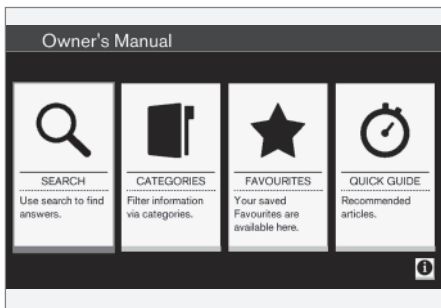 Owner's Manual
SEARCH
Use search to find
answers.
CATEGORIES
Filter information
via categories.
FAVOURITES
Your saved
Favourites are
available here.
QUICK GUIDE
Recommended
articles.
i